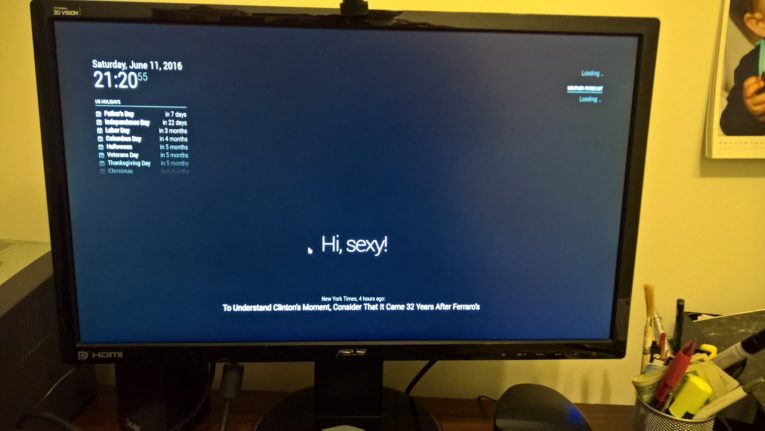 3D VISION
Saturday, June 11, 2016
21:20 55
US HOLIDAYS
Father's Day in 7 days
Independence Day in 22 days
Labor Day in 3 months
Columbus Day in 4 months
Halloween in 5 months
Veterans Day in 5 months
Thanksgiving Day in 5 months
Christmas in 6 months
Loading ...
WEATHER FORECAST
Loading ...
Hi, sexy!
New York Times, 4 hours ago:
To Understand Clinton's Moment, Consider That It Came 32 Years After Ferraro's
HDMI
ASUS